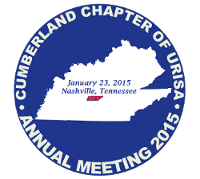 CUMBERLAND CHAPTER OF URISA
January 23, 2015
Nashville, Tennessee
ANNUAL MEETING 2015